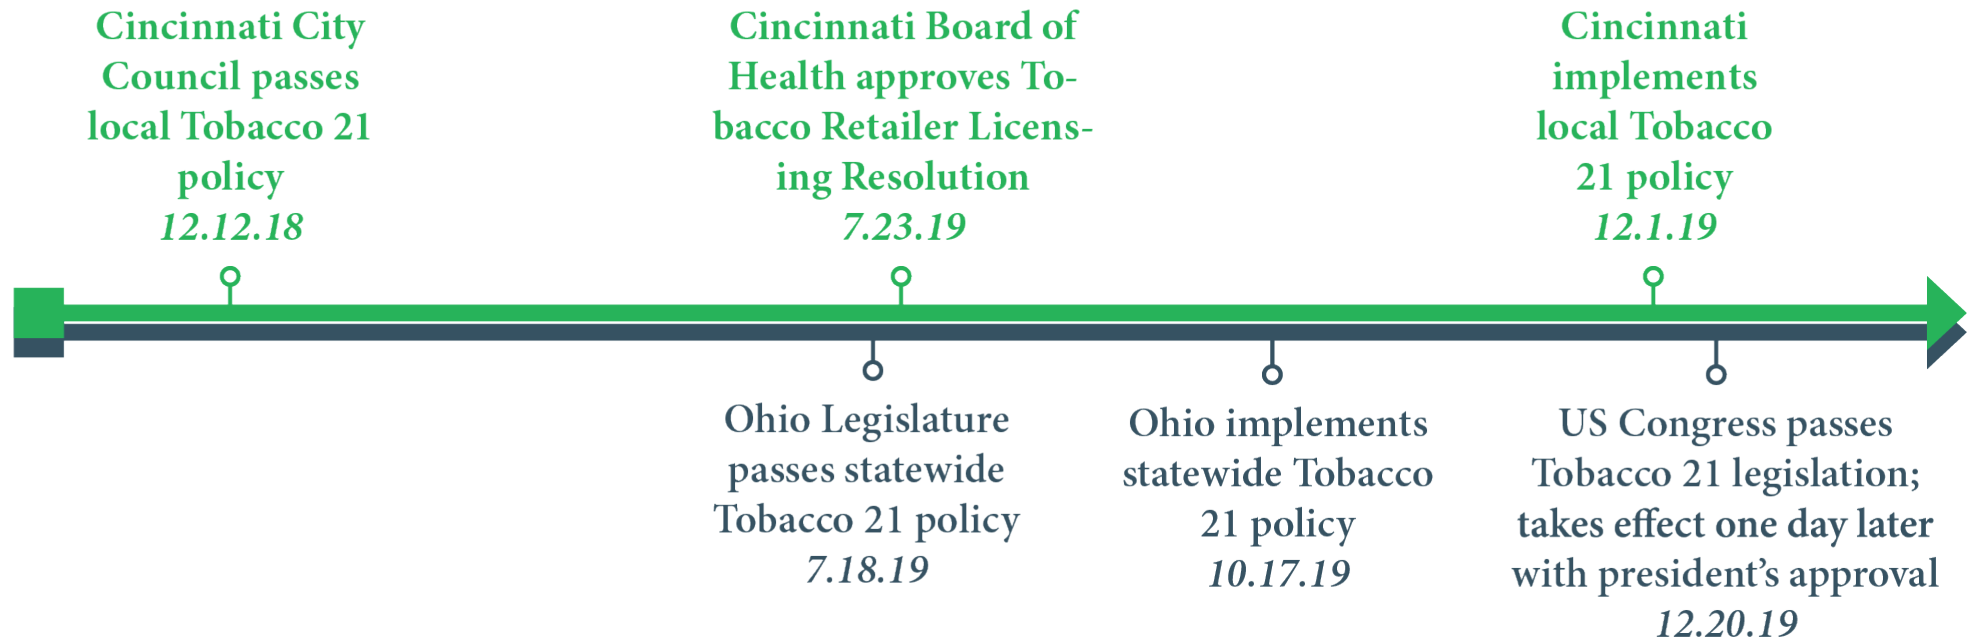 Cincinnati City
Council passes
local Tobacco 21
policy
12.12.18
Cincinnati Board of
Health approves To-
bacco Retailer Licens-
ing Resolution
7.23.19
Cincinnati
implements
local Tobacco
21 policy
12.1.19
Ohio Legislature
passes statewide
Tobacco 21 policy
7.18.19
Ohio implements
statewide Tobacco
21 policy
10.17.19
US Congress passes
Tobacco 21 legislation;
takes effect one day later
with president’s approval
12.20.19